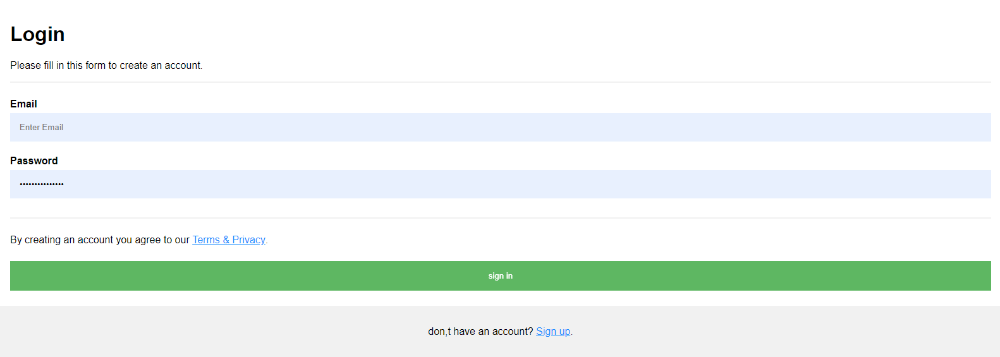 Login
Please fill in this form to create an account.
Email
Enter Email
Password
•••••••••••••••
By creating an account you agree to our Terms & Privacy.
sign in
don,t have an account? Sign up.